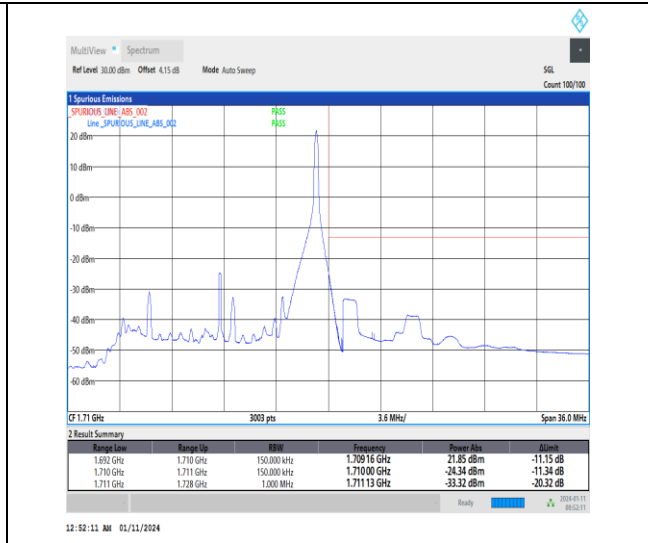 MultiView Spectrum
Ref Level 30.00 dBm Offset 4.15 dB Mode Auto Sweep SGL
Count 100/100
1 Spurious Emissions
_SPURIOUS_LINE_ABS_002 PASS
Line _SPURIOUS_LINE_ABS_002 PASS
20 dBm
10 dBm
0 dBm
-10 dBm
-20 dBm
-30 dBm
-40 dBm
-50 dBm
-60 dBm
CF 1.71 GHz 3003 pts 3.6 MHz/ Span 36.0 MHz
2 Result Summary
Range Low Range Up RBW Frequency Power Abs ΔLimit
1.692 GHz 1.710 GHz 150.000 kHz 1.70916 GHz 21.85 dBm -11.15 dB
1.710 GHz 1.711 GHz 150.000 kHz 1.71000 GHz -24.34 dBm -11.34 dB
1.711 GHz 1.728 GHz 1.000 MHz 1.71113 GHz -33.32 dBm -20.32 dB
Ready 2024-01-11
00:52:11
12:52:11 AM 01/11/2024